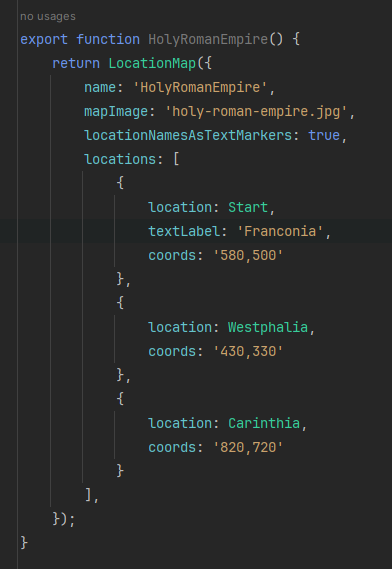 no usages
export function HolyRomanEmpire() {
    return LocationMap({
        name: 'HolyRomanEmpire',
        mapImage: 'holy-roman-empire.jpg',
        locationNamesAsTextMarkers: true,
        locations: [
            {
                location: Start,
                textLabel: 'Franconia',
                coords: '580,500'
            },
            {
                location: Westphalia,
                coords: '430,330'
            },
            {
                location: Carinthia,
                coords: '820,720'
            }
        ],
    });
}